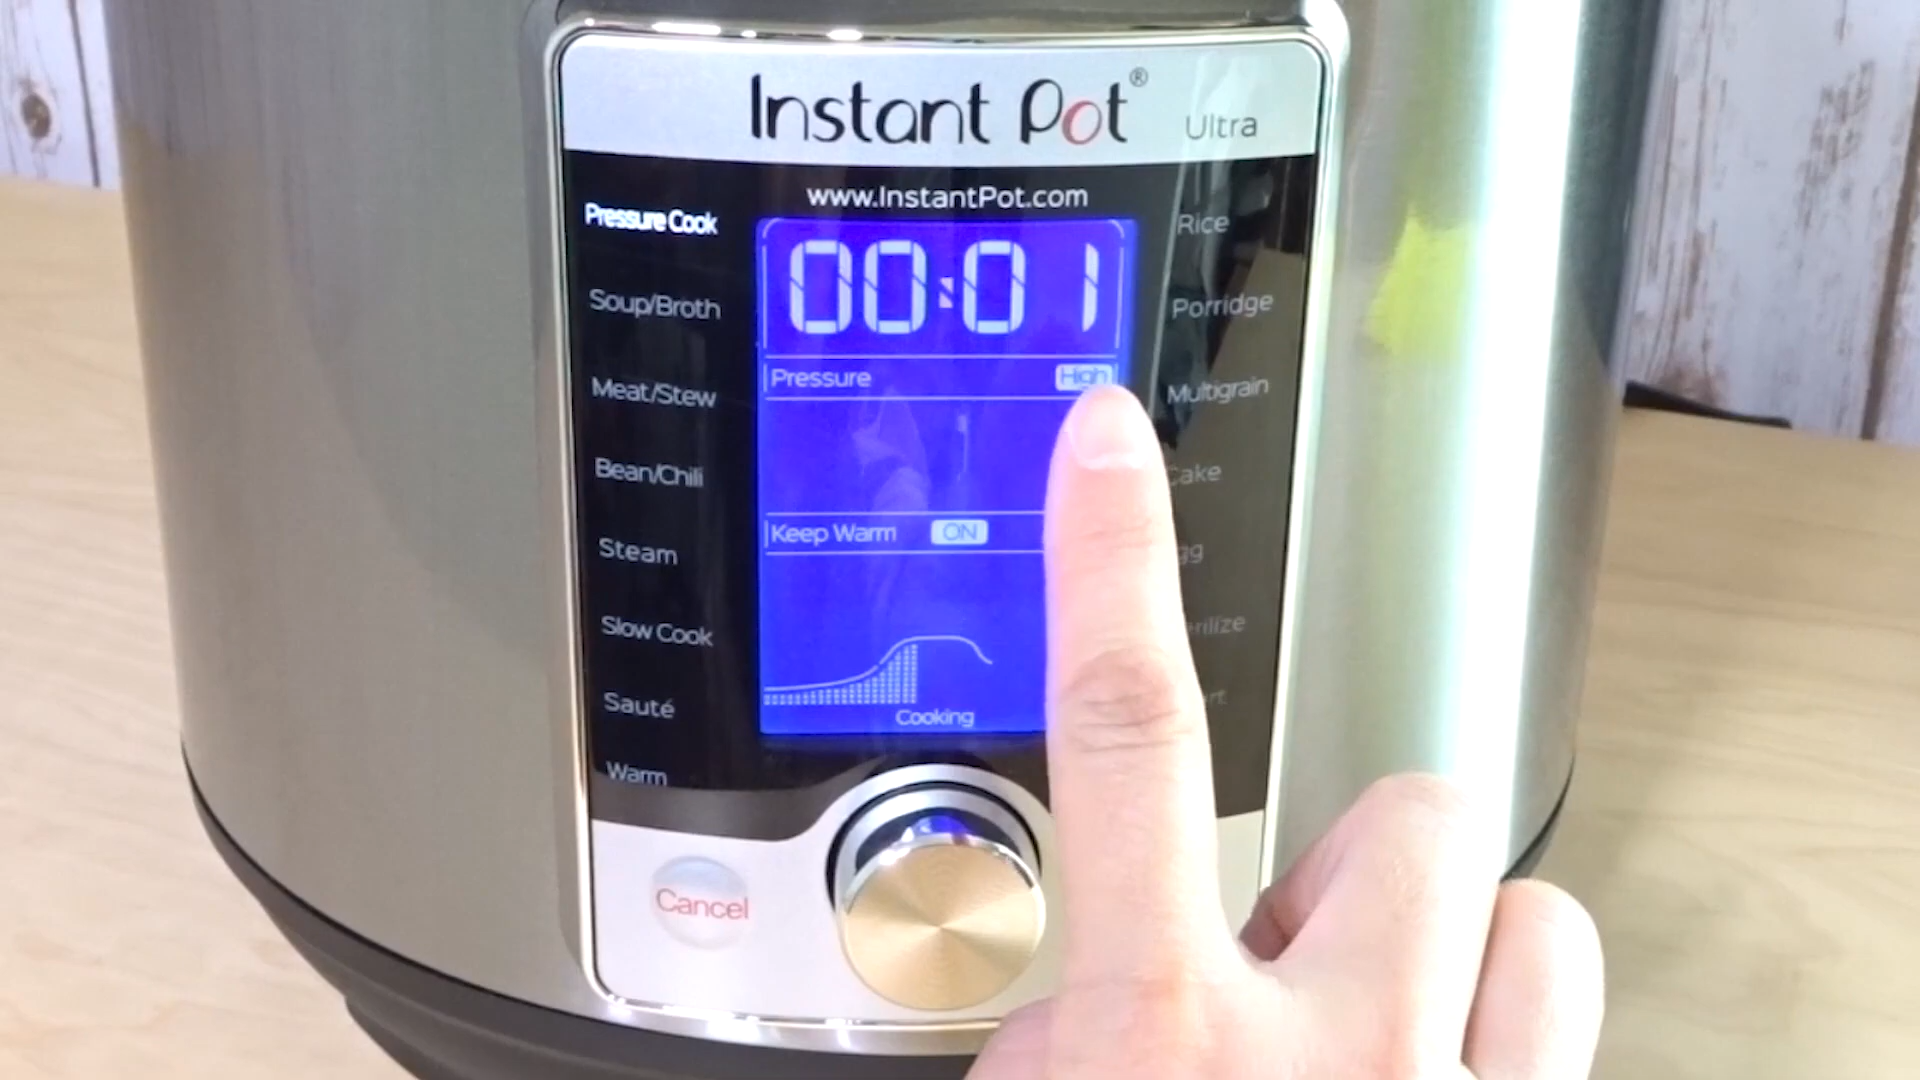 Instant Pot® Ultra
www.InstantPot.com
Pressure Cook
Soup/Broth
Meat/Stew
Bean/Chili
Steam
Slow Cook
Sauté
Warm
00:01
Pressure High
Keep Warm ON
Cooking
Rice
Porridge
Multigrain
Cake
Cancel